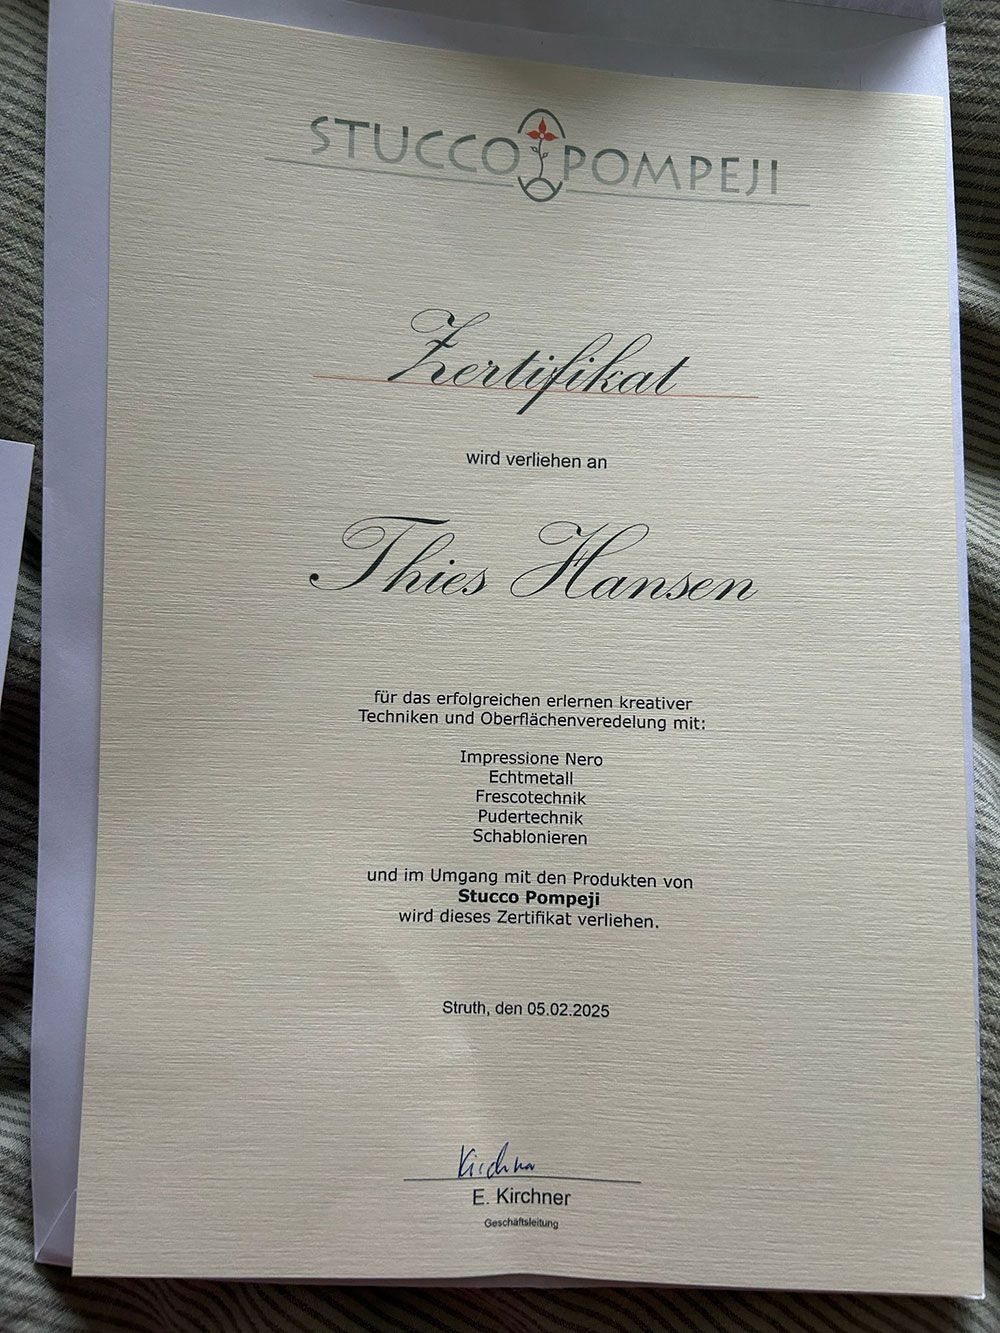 STUCCO POMPEJI
Zertifikat
wird verliehen an
Thies Hansen
für das erfolgreichen erlernen kreativer
Techniken und Oberflächenveredelung mit:
Impressione Nero
Echtmetall
Frescotechnik
Pudertechnik
Schablonieren
und im Umgang mit den Produkten von
Stucco Pompeji
wird dieses Zertifikat verliehen.
Struth, den 05.02.2025
Kirchner
E. Kirchner
Geschäftsleitung